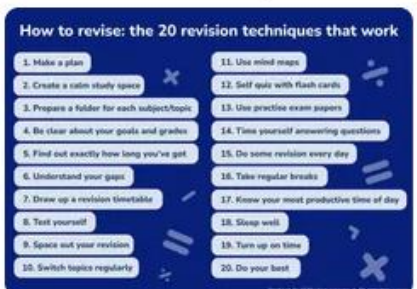 How to revise: the 20 revision techniques that work
1. Make a plan
2. Create a calm study space
3. Prepare a folder for each subject/topic
4. Be clear about your goals and grades
5. Find out exactly how long you've got
6. Understand your gaps
7. Draw up a revision timetable
8. Test yourself
9. Space out your revision
10. Switch topics regularly
11. Use mind maps
12. Self quiz with flash cards
13. Use practise exam papers
14. Time yourself answering questions
15. Do some revision every day
16. Take regular breaks
17. Know your most productive time of day
18. Sleep well
19. Turn up on time
20. Do your best